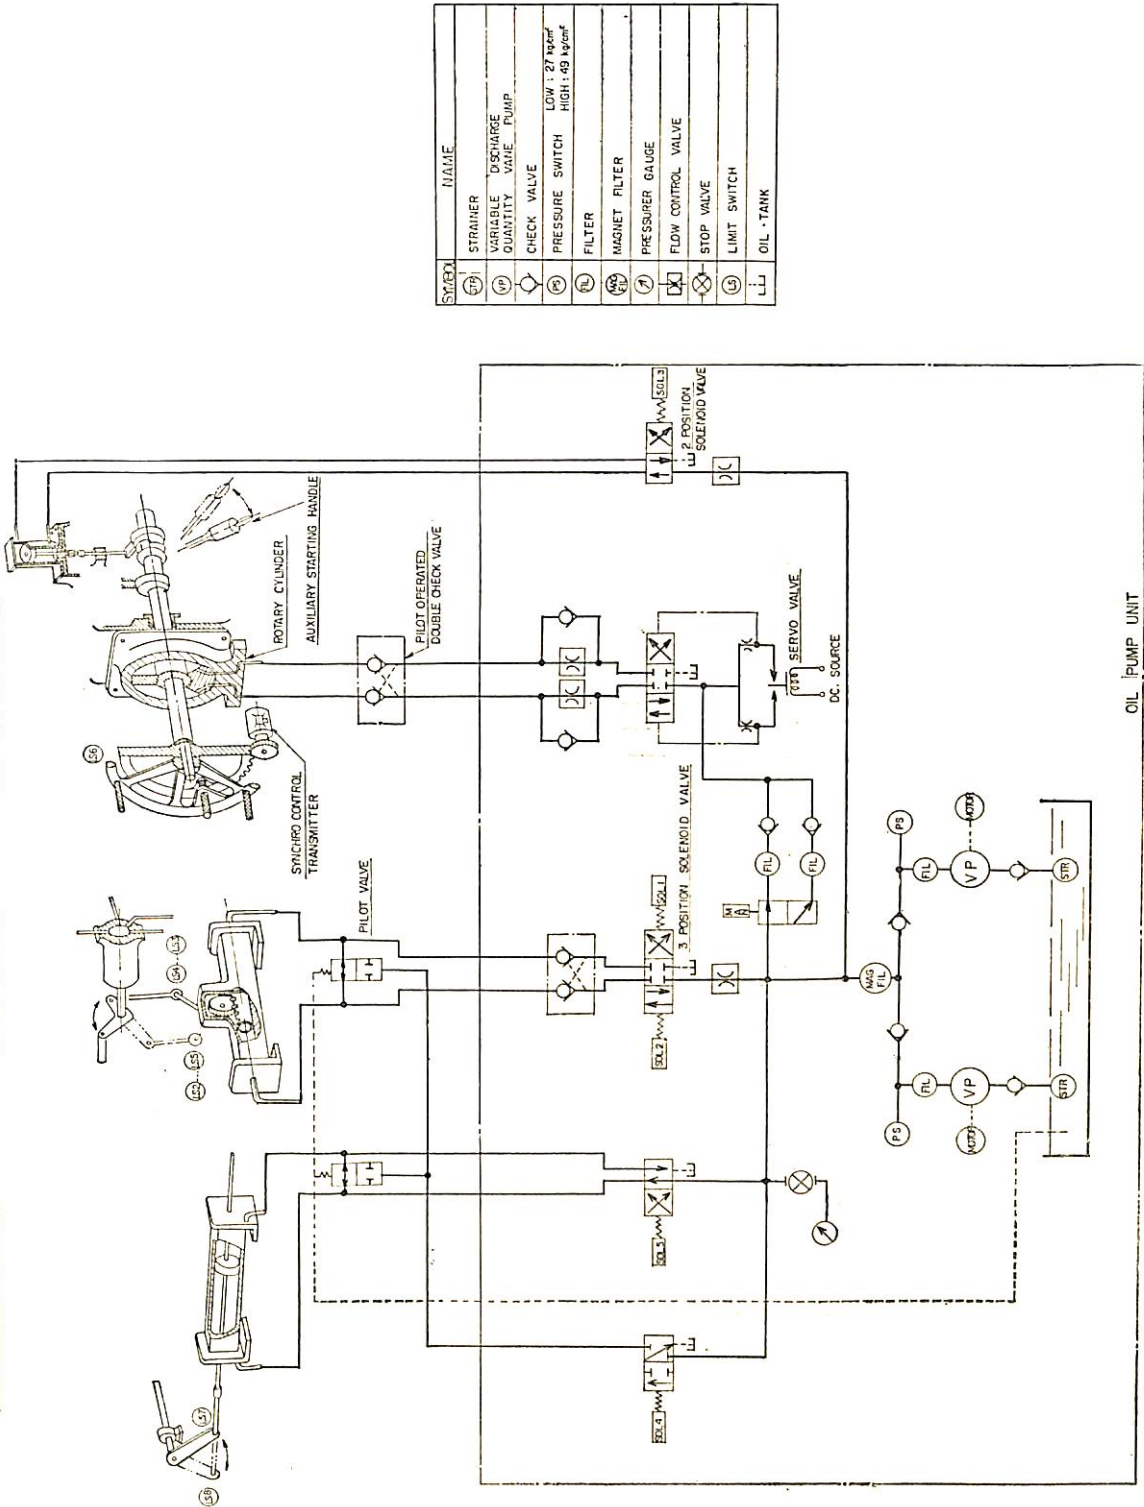 SYMBOL NAME
STR STRAINER
VP VARIABLE DISCHARGE
QUANTITY VANE PUMP
CHECK VALVE
PS PRESSURE SWITCH LOW : 27 kg/cm²
HIGH : 49 kg/cm²
FIL FILTER
MAG
FIL MAGNET FILTER
PRESSURER GAUGE
FLOW CONTROL VALVE
STOP VALVE
LS LIMIT SWITCH
OIL · TANK
LS8
LS7
LS2
LS5
LS4
LS3
LS6
SYNCHRO CONTROL
TRANSMITTER
ROTARY CYLINDER
AUXILIARY STARTING HANDLE
PILOT VALVE
PILOT OPERATED
DOUBLE CHECK VALVE
SOL4
SOL5
SOL2
SOL1
3 POSITION SOLENOID VALVE
SOL3
2 POSITION
SOLENOID VALVE
SERVO VALVE
DC. SOURCE
FIL
FIL
MAG
FIL
PS
FIL
VP
MOTOR
STR
PS
FIL
VP
MOTOR
STR
OIL PUMP UNIT